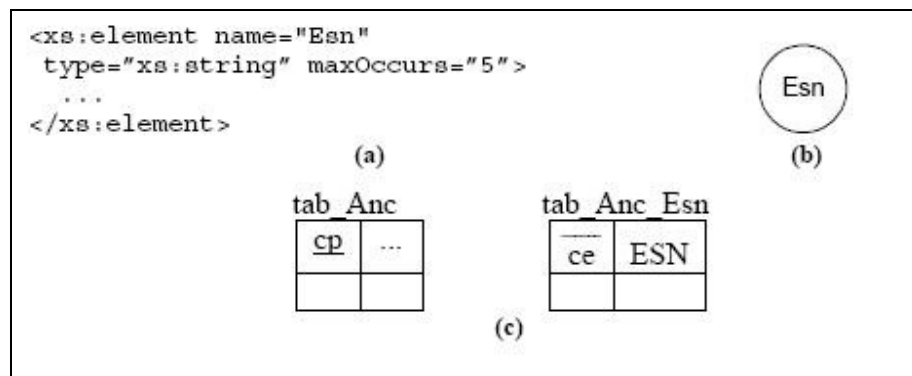 <xs:element name="Esn"
type="xs:string" maxOccurs="5">
...
</xs:element>
(a)
Esn
(b)
tab_Anc
cp ...
tab_Anc_Esn
ce ESN
(c)